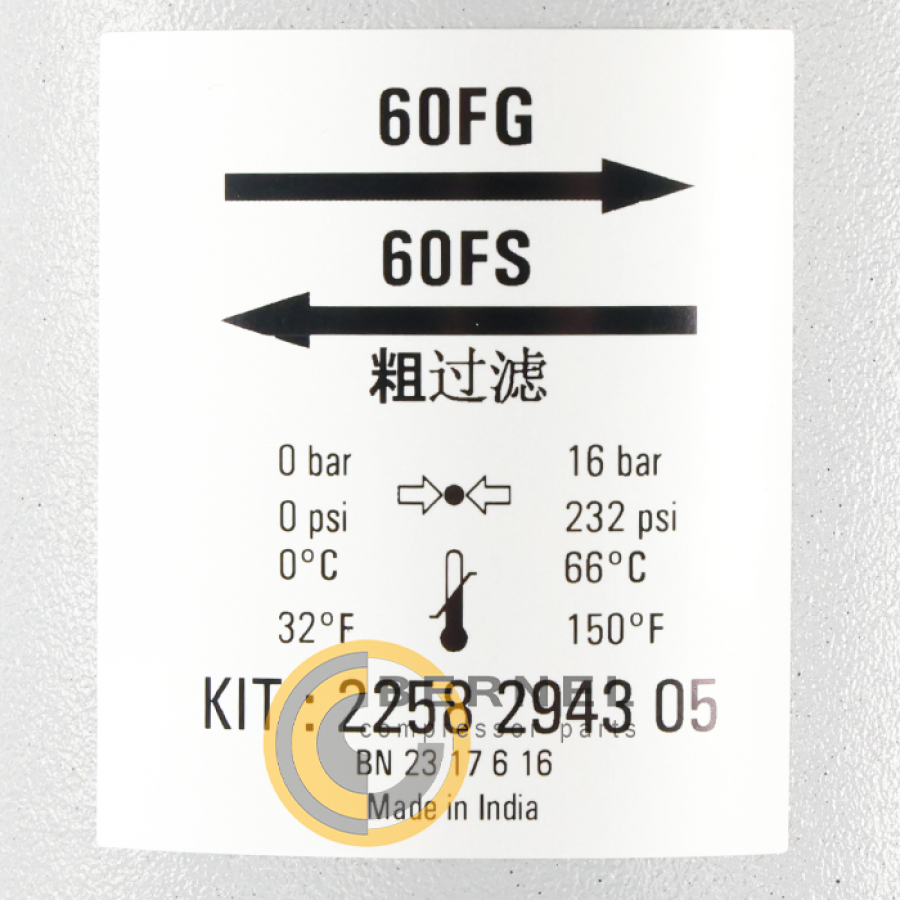 60FG
60FS
粗过滤
0 bar 16 bar
0 psi 232 psi
0°C 66°C
32°F 150°F
KIT : 2258 2943 05
compressor parts
BN 23 17 6 16
Made in India